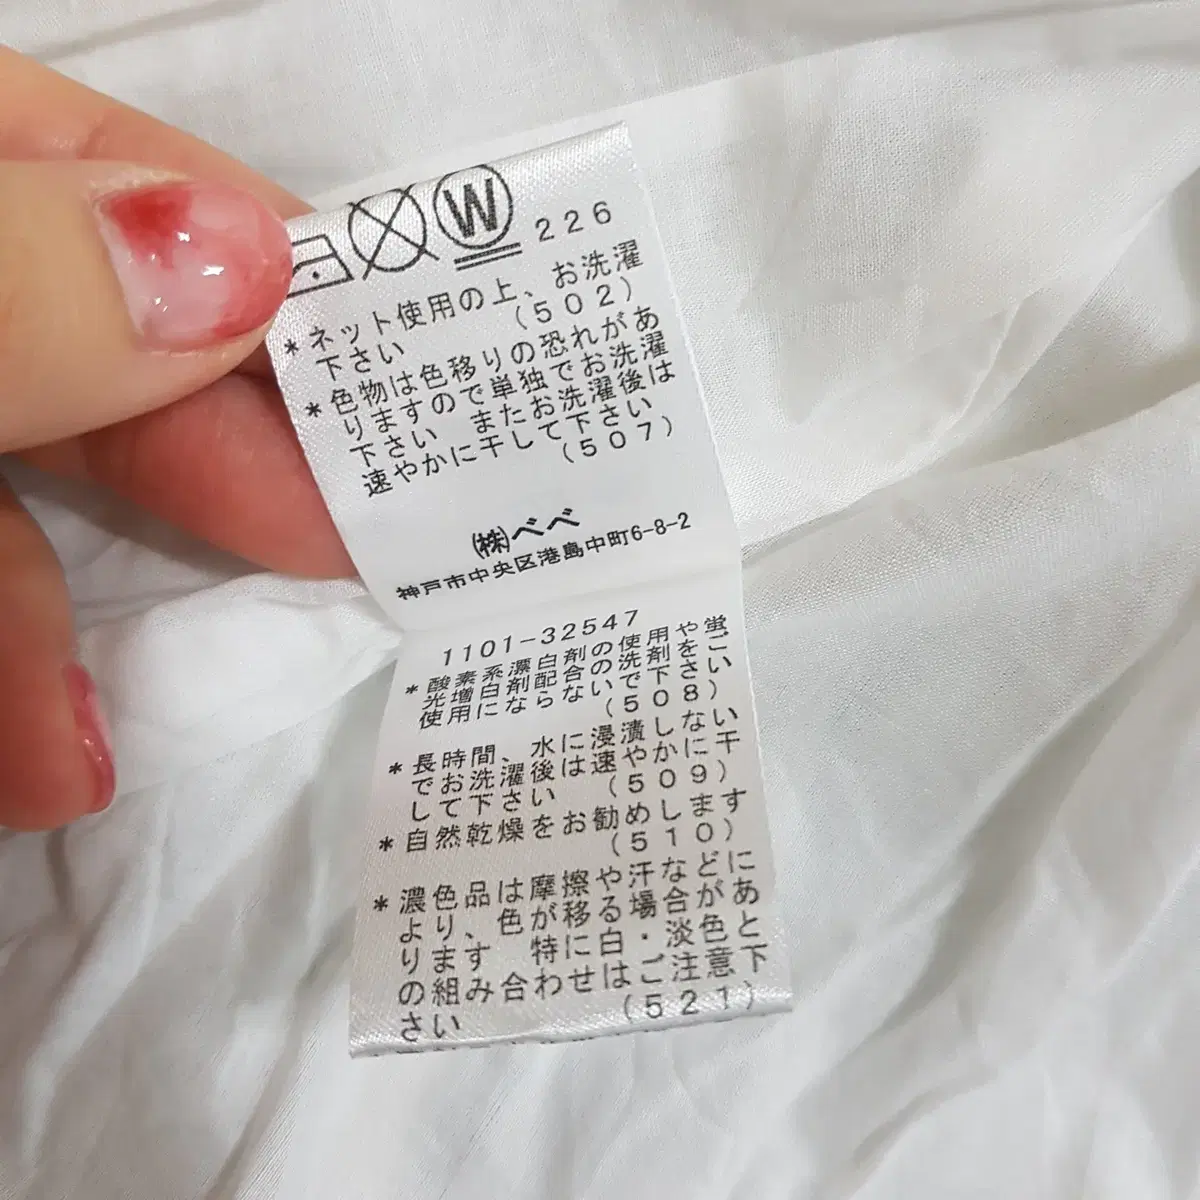 W
226
*ネット使用の上、お洗濯
下さい (502)
*色物は色移りの恐れがあ
りますので単独でお洗濯
下さい またお洗濯後は
速やかに干して下さい
(507)
(株)べべ
神戸市中央区港島中町6-8-2
1101-32547
*酸素系漂白剤の使用や蛍
光増白剤配合の洗剤をご
使用にならないで下さい
(508)
*長時間、水に浸漬しない
でお洗濯後は速やかに干
して下さい (509)
*自然乾燥をお勧めします
(510)
*濃色品は摩擦や汗などに
より、色が移る場合があ
ります 特に白・淡色と
の組み合わせはご注意下
さい (521)